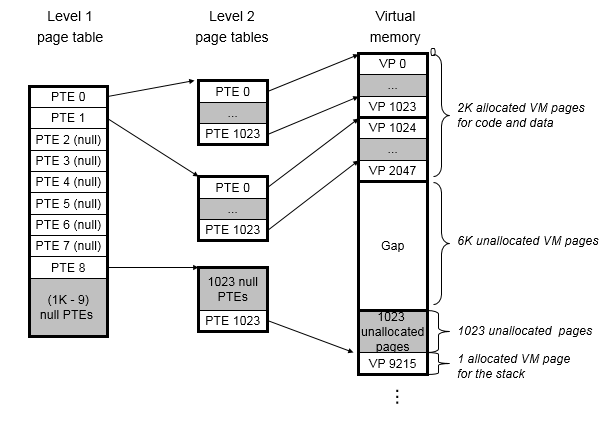 Level 1
page table
Level 2
page tables
Virtual
memory
0
PTE 0
PTE 1
PTE 2 (null)
PTE 3 (null)
PTE 4 (null)
PTE 5 (null)
PTE 6 (null)
PTE 7 (null)
PTE 8
(1K - 9)
null PTEs
PTE 0
...
PTE 1023
PTE 0
...
PTE 1023
1023 null
PTEs
PTE 1023
VP 0
...
VP 1023
VP 1024
...
VP 2047
Gap
1023
unallocated
pages
VP 9215
...
2K allocated VM pages
for code and data
6K unallocated VM pages
1023 unallocated pages
1 allocated VM page
for the stack